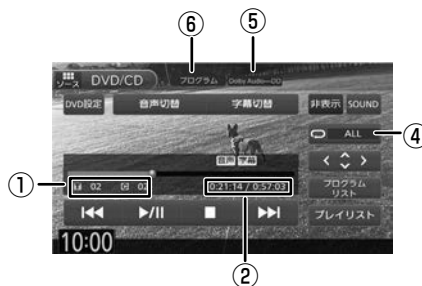 ⑥ ⑤
ソース DVD/CD プログラム Dolby Audio—DD
DVD設定 音声切替 字幕切替 非表示 SOUND
ALL ④
音声 字幕
① T 02 C 02 0:21:14 / 0:57:03
プログラム
リスト
プレイリスト
10:00
②